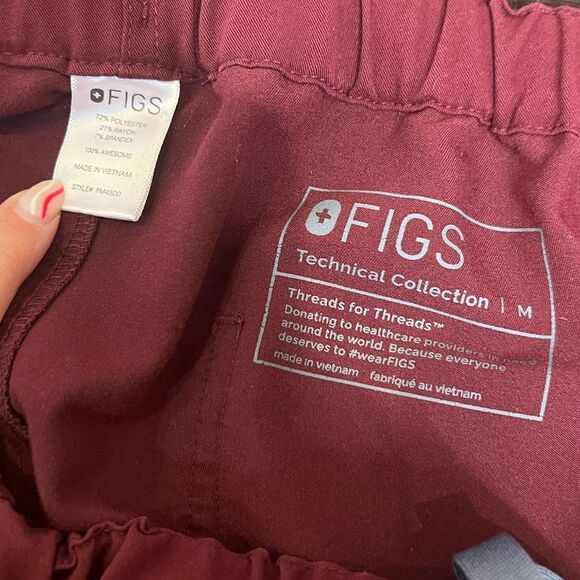 FIGS
72% POLYESTER
21% RAYON
7% SPANDEX
100% AWESOME
MADE IN VIETNAM
STYLE#: FM4500
FIGS
Technical Collection | M
Threads for Threads™
Donating to healthcare providers in need
around the world. Because everyone
deserves to #wearFIGS
made in vietnam fabriqué au vietnam